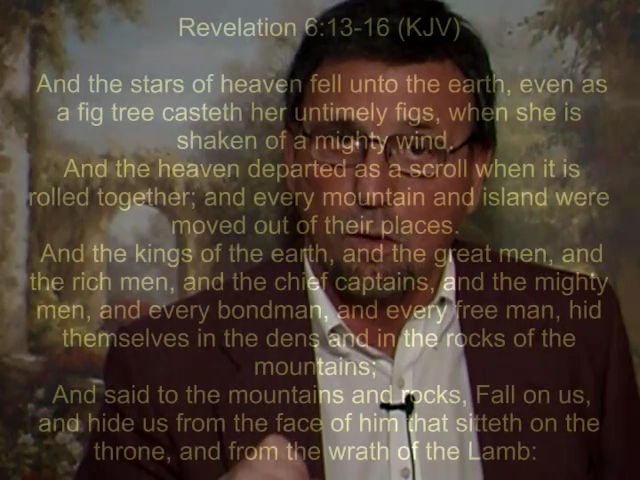 Revelation 6:13-16 (KJV)
And the stars of heaven fell unto the earth, even as
a fig tree casteth her untimely figs, when she is
shaken of a mighty wind.
And the heaven departed as a scroll when it is
rolled together; and every mountain and island were
moved out of their places.
And the kings of the earth, and the great men, and
the rich men, and the chief captains, and the mighty
men, and every bondman, and every free man, hid
themselves in the dens and in the rocks of the
mountains;
And said to the mountains and rocks, Fall on us,
and hide us from the face of him that sitteth on the
throne, and from the wrath of the Lamb: